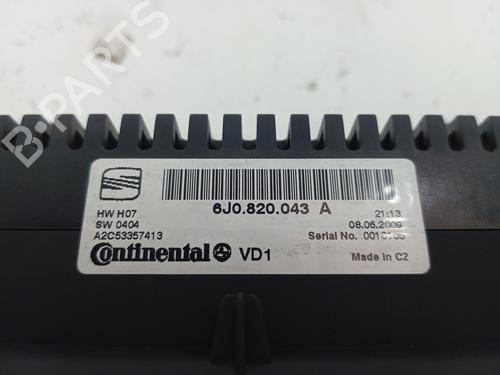 B-PARTS
6J0.820.043 A
HW H07 21:13
SW 0404 08.06.2009
A2C53357413 Serial No.
Continental VD1 Made in CZ